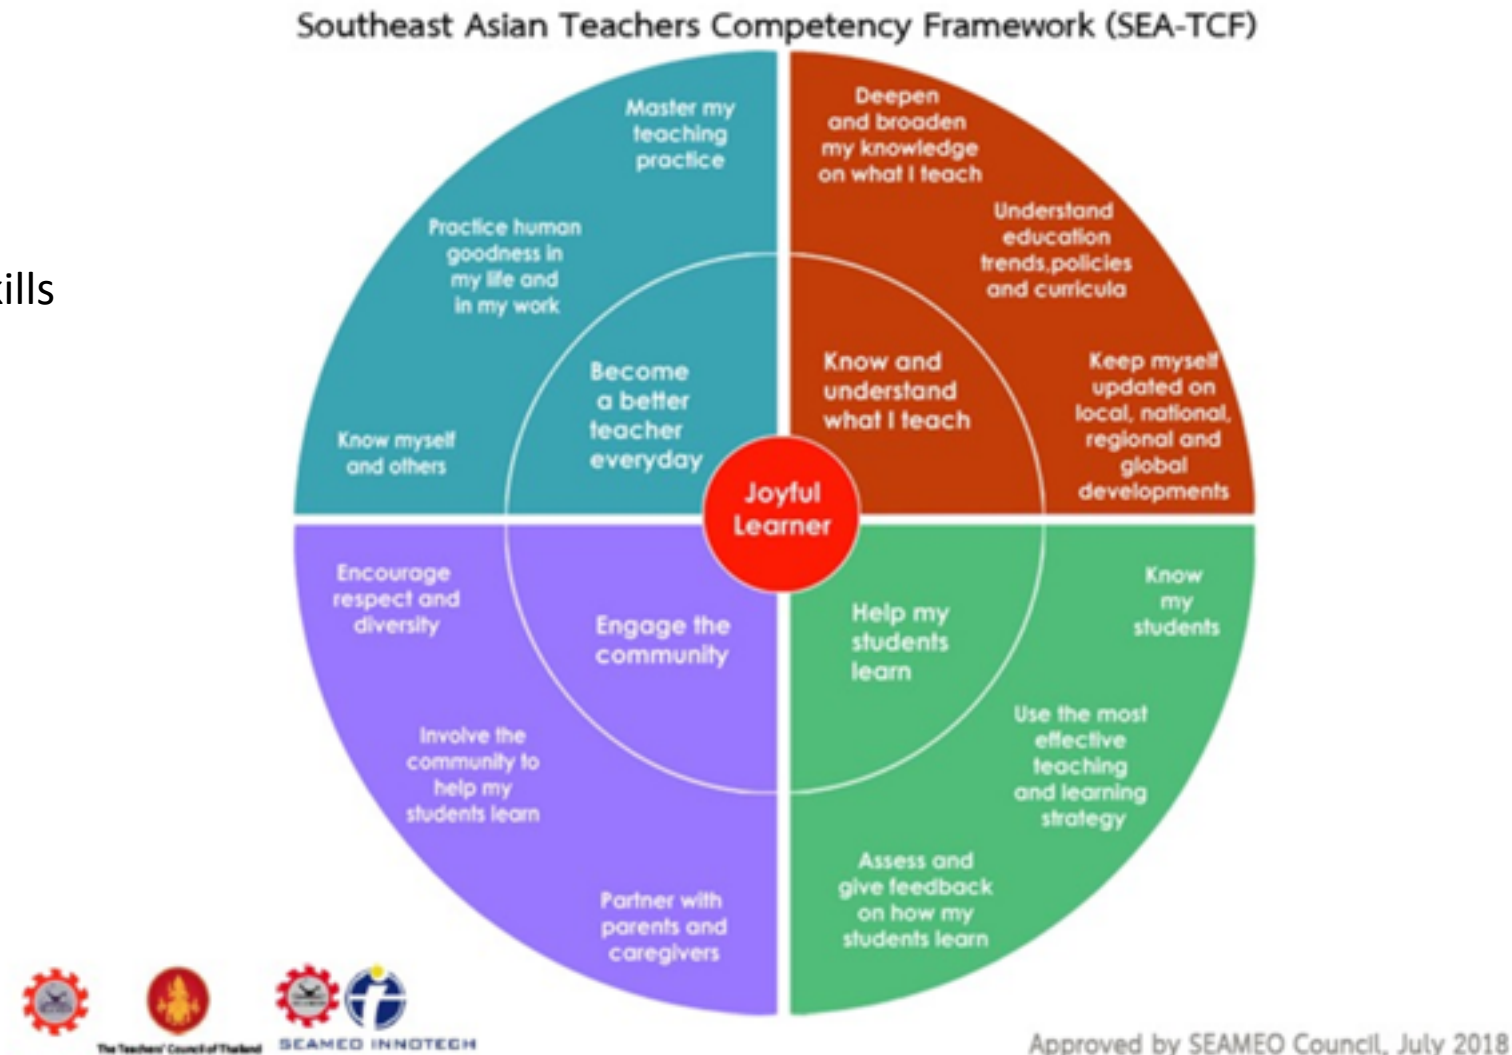 Southeast Asian Teachers Competency Framework (SEA-TCF)
Master my
teaching
practice
Practice human
goodness in
my life and
in my work
Know myself
and others
Become
a better
teacher
everyday
Deepen
and broaden
my knowledge
on what I teach
Understand
education
trends,policies
and curricula
Keep myself
updated on
local, national,
regional and
global
developments
Know and
understand
what I teach
Joyful
Learner
Encourage
respect and
diversity
Involve the
community to
help my
students learn
Partner with
parents and
caregivers
Engage the
community
Help my
students
learn
Know
my
students
Use the most
effective
teaching
and learning
strategy
Assess and
give feedback
on how my
students learn
The Teachers' Council of Thailand
SEAMEO INNOTECH
Approved by SEAMEO Council, July 2018